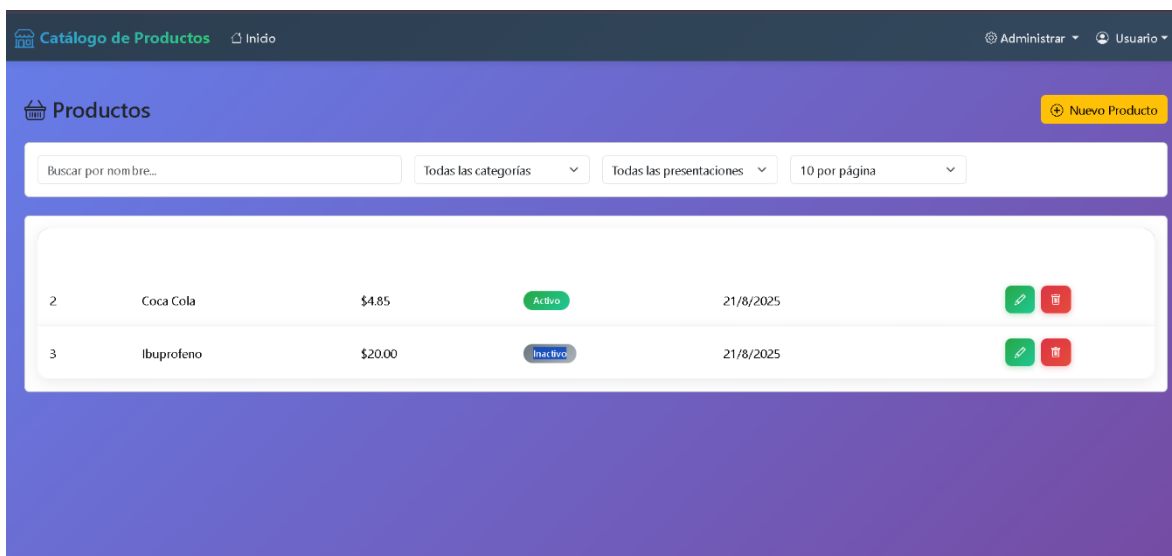 Catálogo de Productos Inicio Administrar Usuario
Productos Nuevo Producto
Buscar por nombre... Todas las categorías Todas las presentaciones 10 por página
2 Coca Cola $4.85 Activo 21/8/2025
3 Ibuprofeno $20.00 Inactivo 21/8/2025